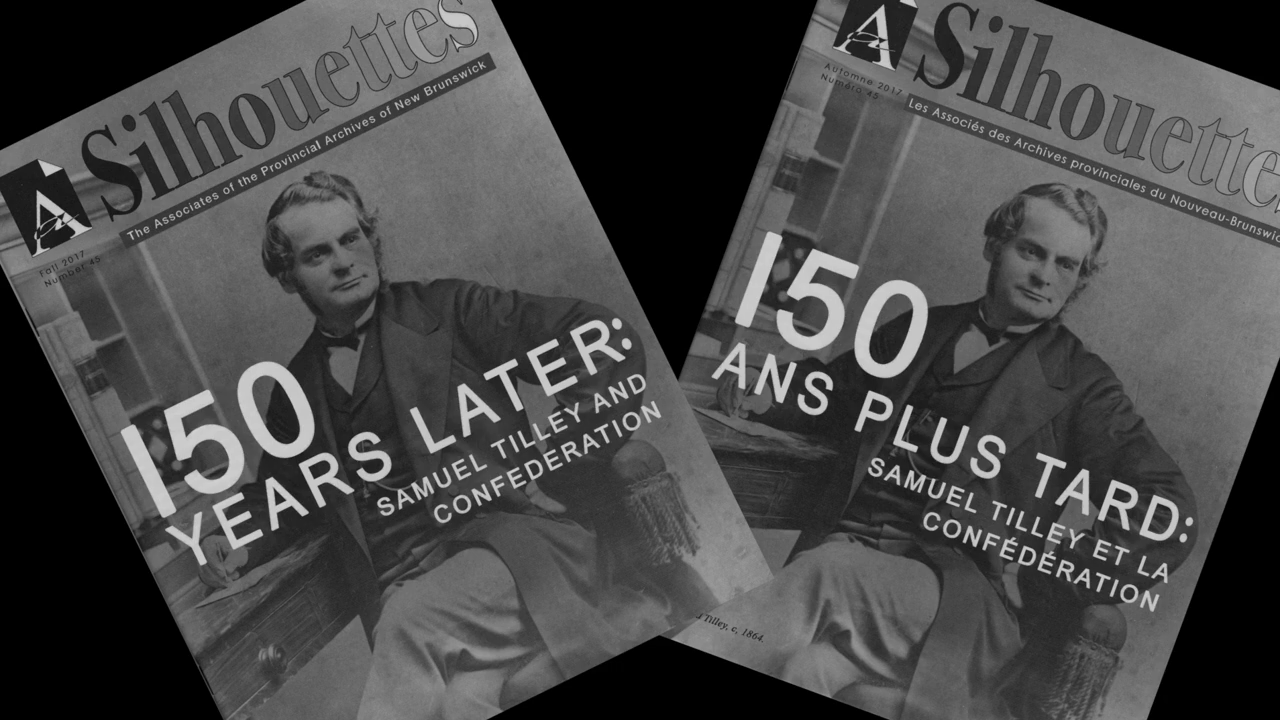 Silhouettes
The Associates of the Provincial Archives of New Brunswick
Fall 2017
Number 45
150
YEARS LATER:
SAMUEL TILLEY AND
CONFEDERATION
Silhouettes
Automne 2017
Numéro 45
Les Associés des Archives provinciales du Nouveau-Brunswick
150
ANS PLUS TARD:
SAMUEL TILLEY ET LA
CONFÉDÉRATION
Tilley, c, 1864.